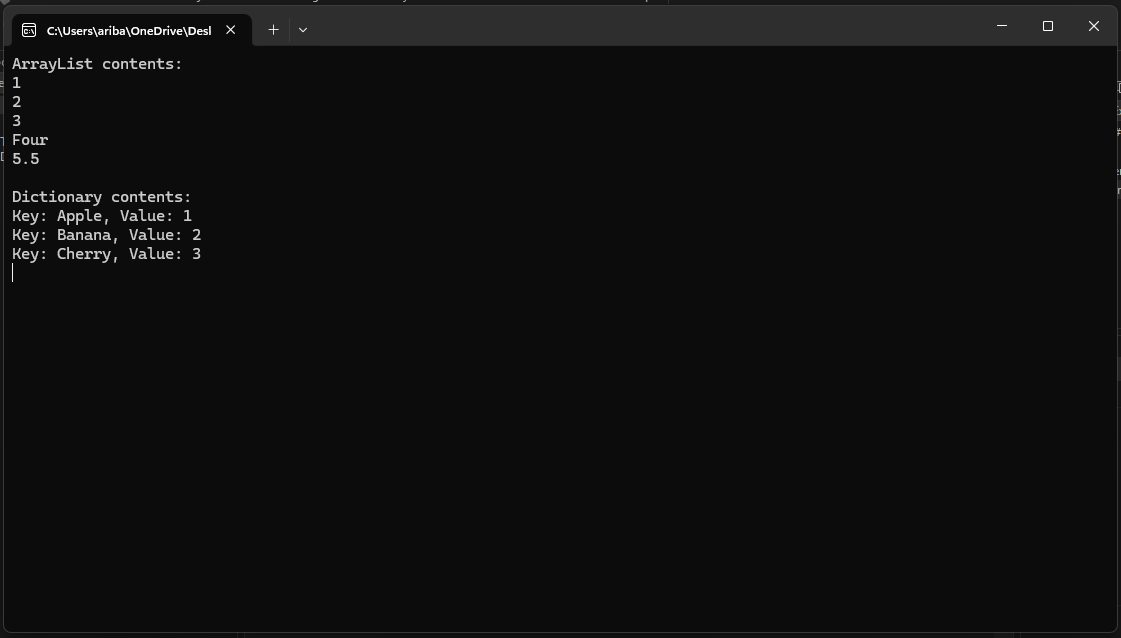 C:\Users\ariba\OneDrive\Desl
ArrayList contents:
1
2
3
Four
5.5
Dictionary contents:
Key: Apple, Value: 1
Key: Banana, Value: 2
Key: Cherry, Value: 3